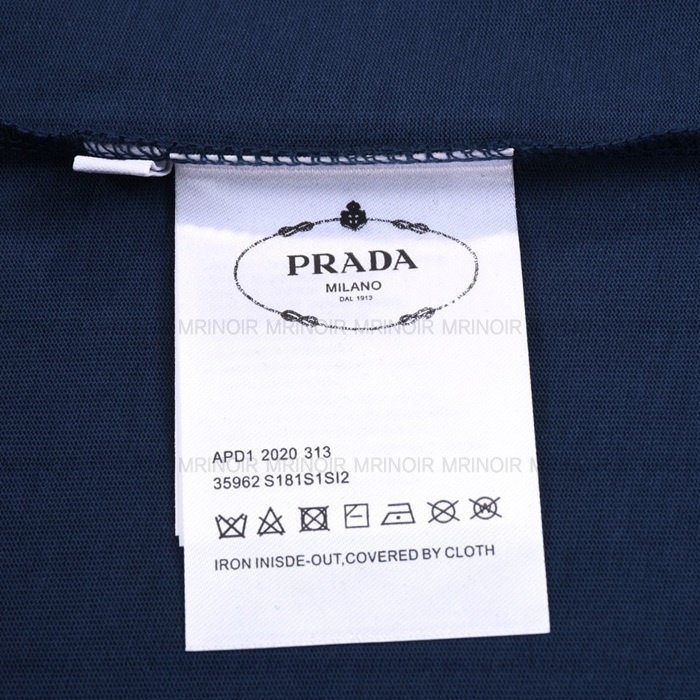 PRADA
MILANO
DAL 1913
MRINOIR MRINOIR MRINOIR MRINOIR
APD1 2020 313
MRINOIR MRINOIR MRINOIR MRINOIR
35962 S181S1SI2
IRON INISDE-OUT,COVERED BY CLOTH